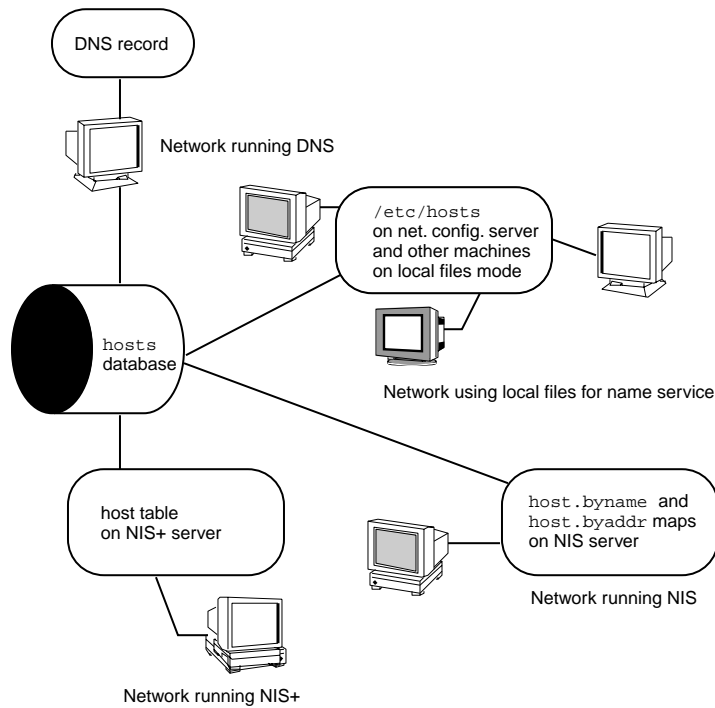 DNS record
Network running DNS
/etc/hosts
on net. config. server
and other machines
on local files mode
hosts
database
Network using local files for name service
host table
on NIS+ server
host.byname and
host.byaddr maps
on NIS server
Network running NIS
Network running NIS+